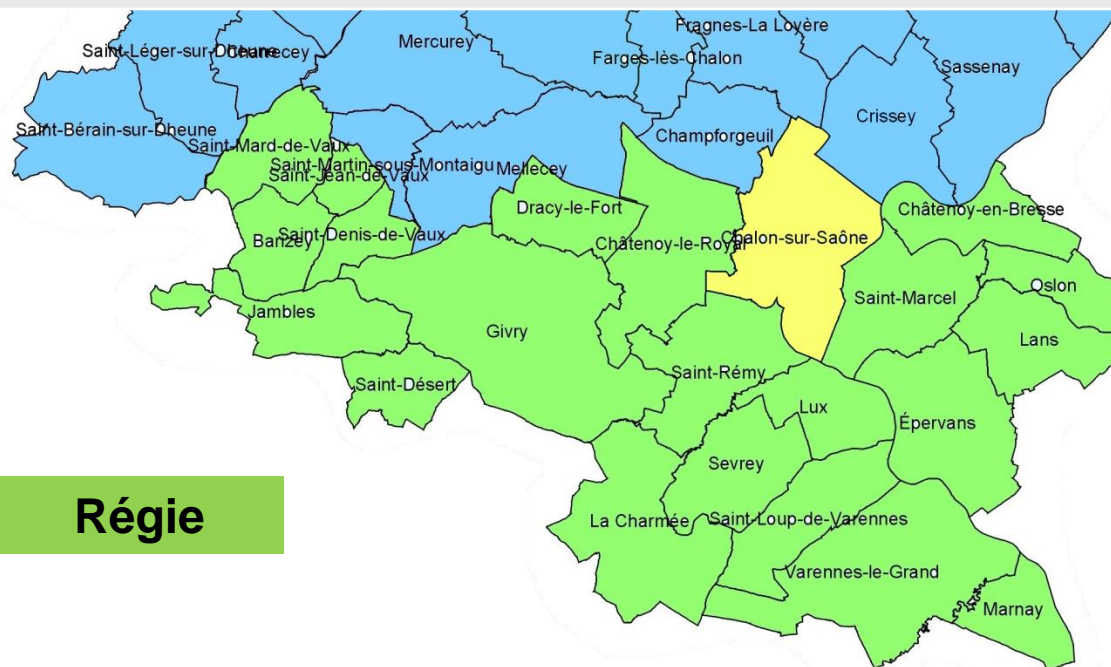 Fragnes-La Loyère
Mercurey
Saint-Léger-sur-Dheune
Charrecey
Farges-lès-Chalon
Sassenay
Crissey
Saint-Bérain-sur-Dheune
Champforgeuil
Saint-Mard-de-Vaux
Saint-Martin-sous-Montaigu
Mellecey
Saint-Jean-de-Vaux
Dracy-le-Fort
Châtenoy-en-Bresse
Barizey
Saint-Denis-de-Vaux
Châtenoy-le-Royal
Chalon-sur-Saône
Oslon
Saint-Marcel
Jambles
Givry
Lans
Saint-Rémy
Saint-Désert
Lux
Épervans
Sevrey
Régie
La Charmée
Saint-Loup-de-Varennes
Varennes-le-Grand
Marnay